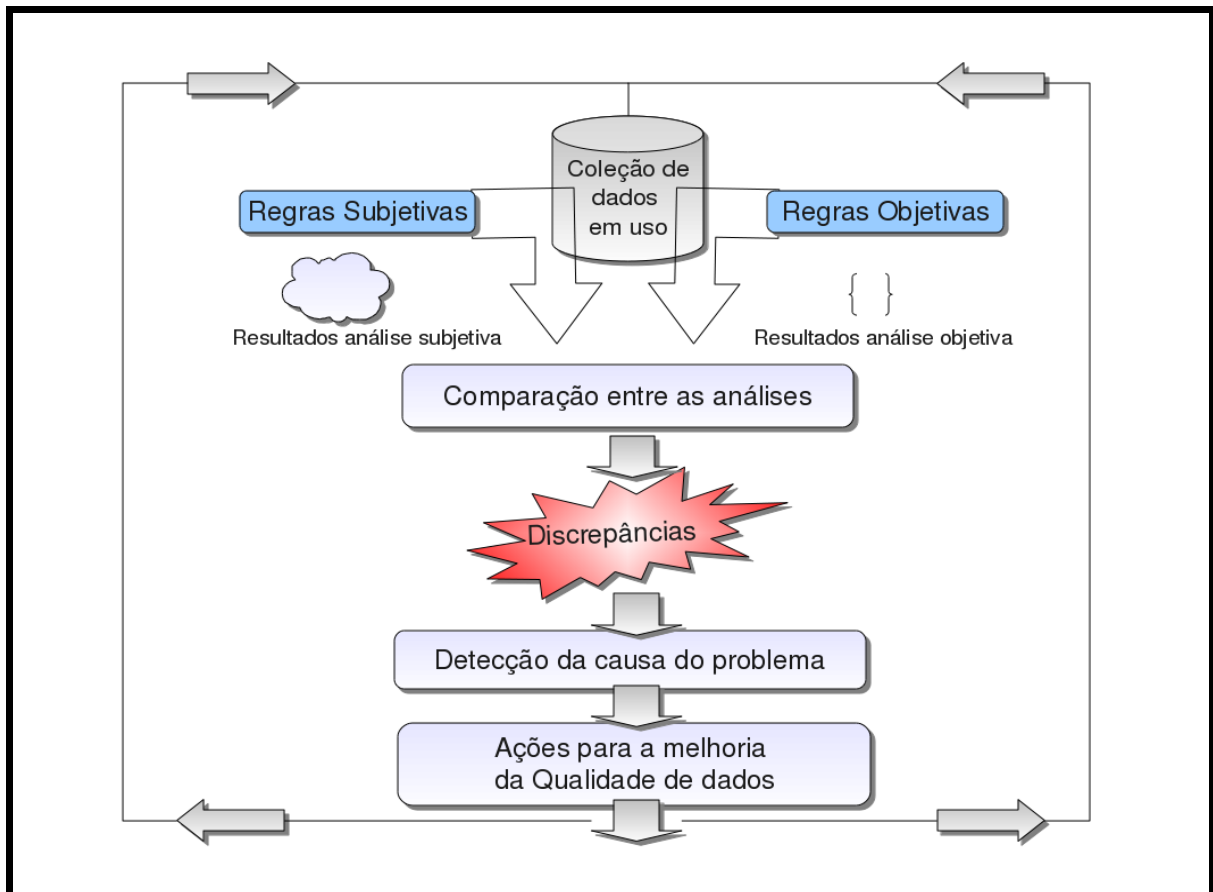 Coleção de
dados
em uso
Regras Subjetivas
Regras Objetivas
{ }
Resultados análise subjetiva
Resultados análise objetiva
Comparação entre as análises
Discrepâncias
Detecção da causa do problema
Ações para a melhoria
da Qualidade de dados